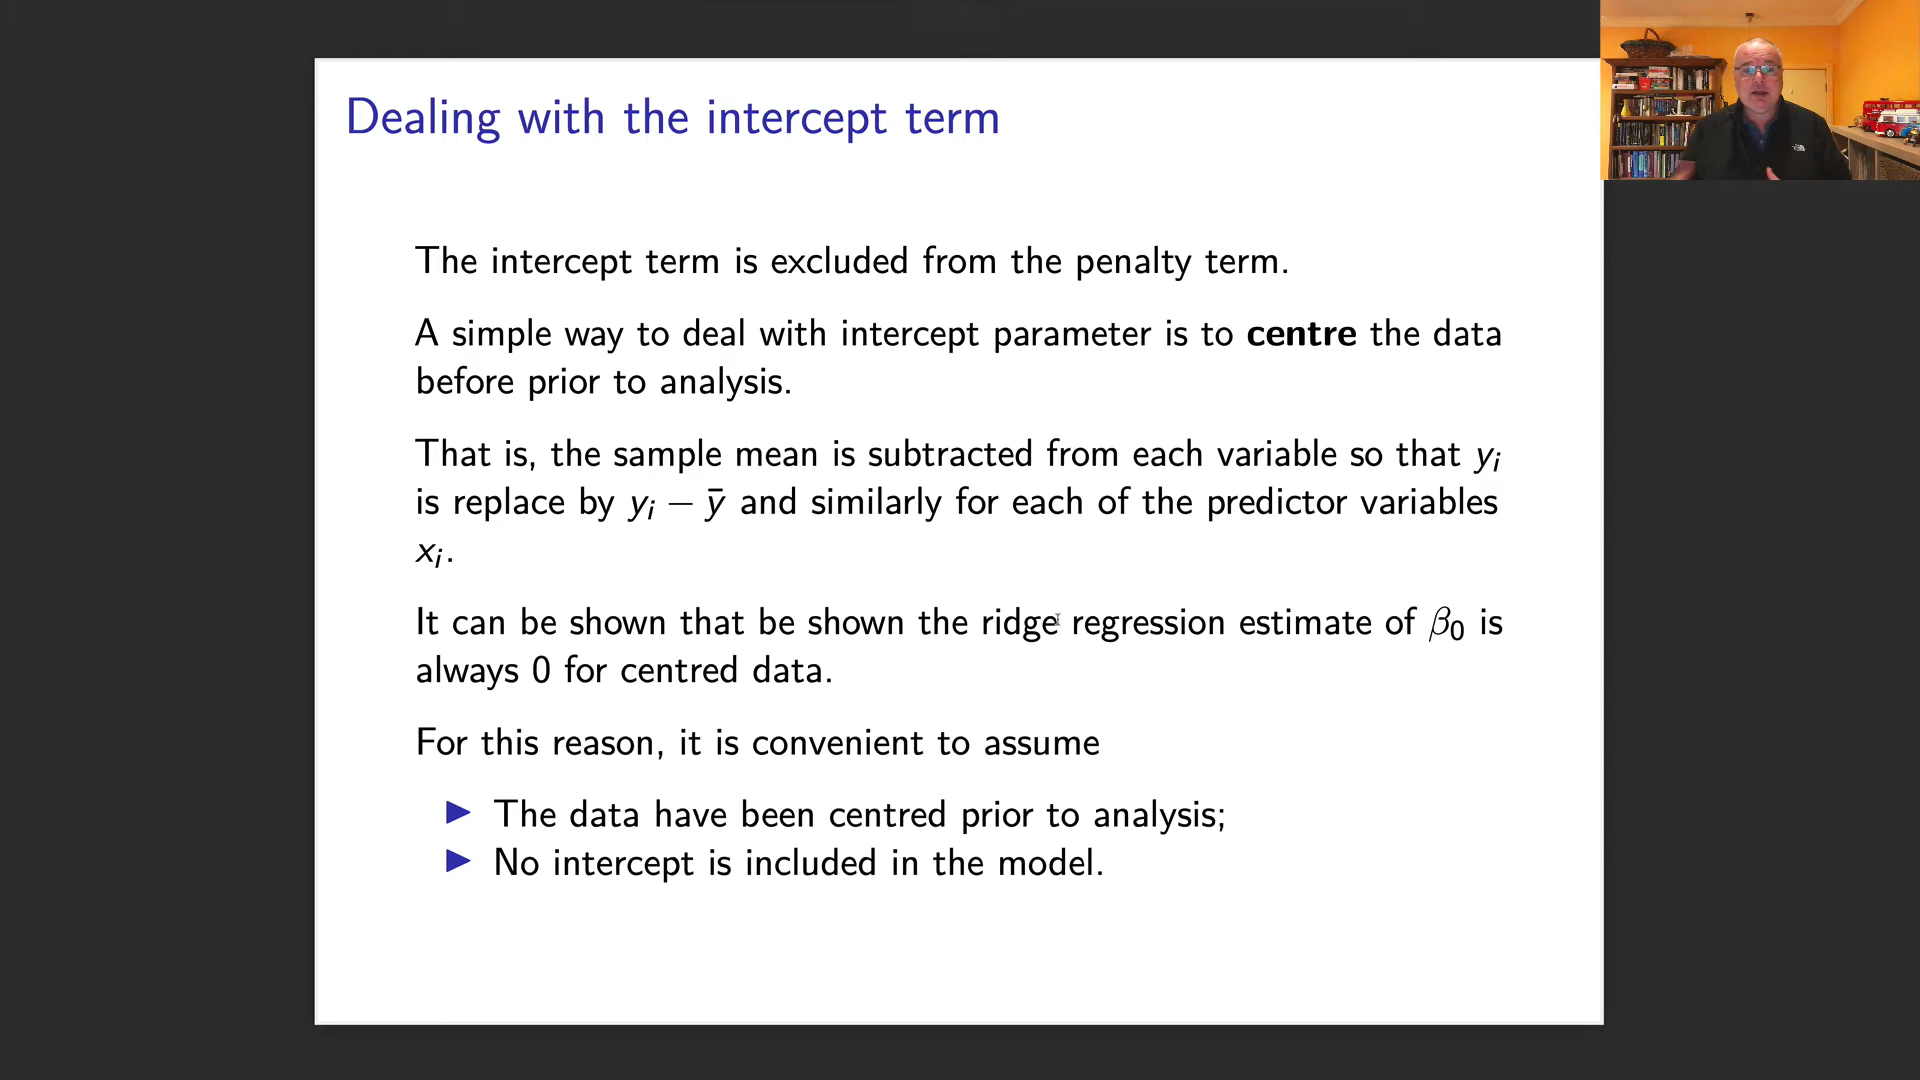 Dealing with the intercept term
The intercept term is excluded from the penalty term.
A simple way to deal with intercept parameter is to centre the data
before prior to analysis.
That is, the sample mean is subtracted from each variable so that yᵢ
is replace by yᵢ − ȳ and similarly for each of the predictor variables
xᵢ.
It can be shown that be shown the ridge regression estimate of β₀ is
always 0 for centred data.
For this reason, it is convenient to assume
▶ The data have been centred prior to analysis;
▶ No intercept is included in the model.